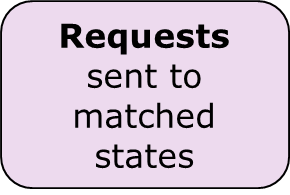 Requests
sent to
matched
states